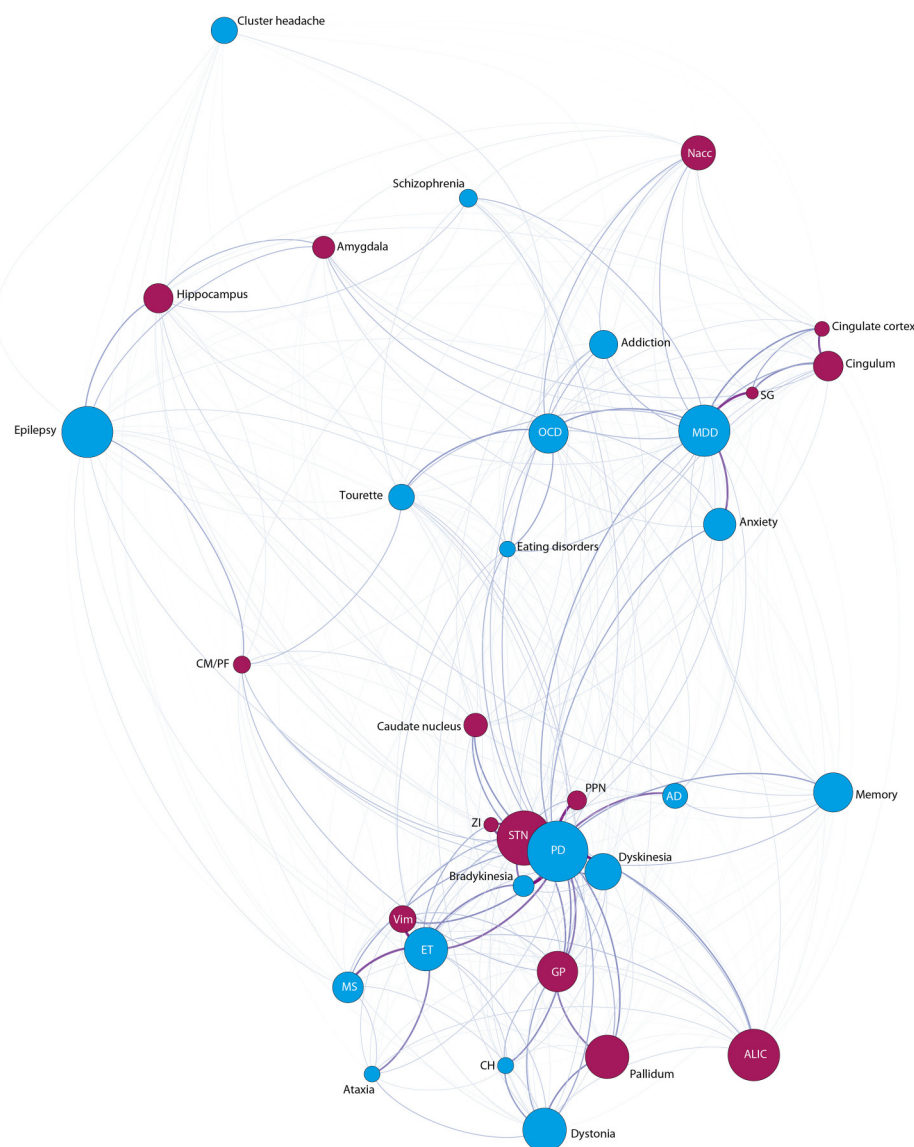 Cluster headache
Nacc
Schizophrenia
Amygdala
Hippocampus
Cingulate cortex
Addiction
Cingulum
SG
Epilepsy
OCD
MDD
Tourette
Anxiety
Eating disorders
CM/PF
Caudate nucleus
PPN
AD
Memory
ZI
STN
PD
Dyskinesia
Bradykinesia
Vim
ET
GP
MS
ALIC
CH
Pallidum
Ataxia
Dystonia